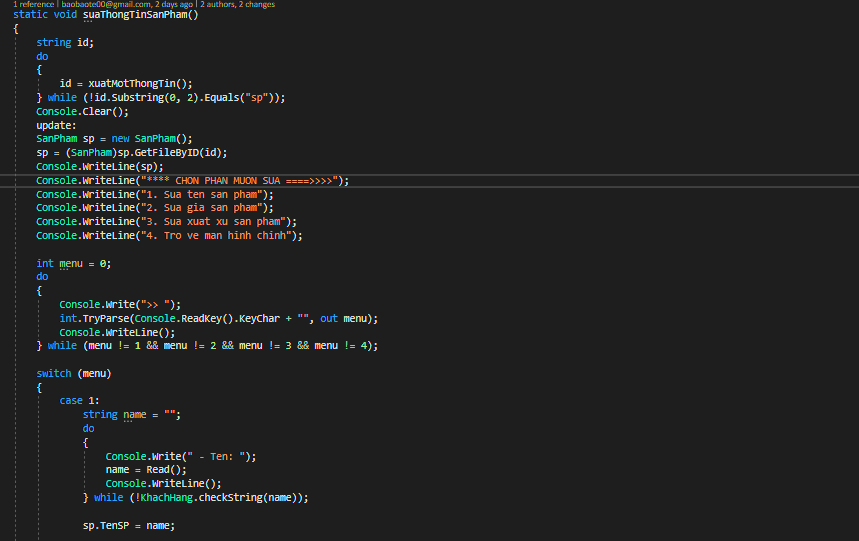 1 reference | baobaote00@gmail.com, 2 days ago | 2 authors, 2 changes
static void suaThongTinSanPham()
{
string id;
do
{
id = xuatMotThongTin();
} while (!id.Substring(0, 2).Equals("sp"));
Console.Clear();
update:
SanPham sp = new SanPham();
sp = (SanPham)sp.GetFileByID(id);
Console.WriteLine(sp);
Console.WriteLine("**** CHON PHAN MUON SUA ====>>>>");
Console.WriteLine("1. Sua ten san pham");
Console.WriteLine("2. Sua gia san pham");
Console.WriteLine("3. Sua xuat xu san pham");
Console.WriteLine("4. Tro ve man hinh chinh");
int menu = 0;
do
{
Console.Write(">> ");
int.TryParse(Console.ReadKey().KeyChar + "", out menu);
Console.WriteLine();
} while (menu != 1 && menu != 2 && menu != 3 && menu != 4);
switch (menu)
{
case 1:
string name = "";
do
{
Console.Write(" - Ten: ");
name = Read();
Console.WriteLine();
} while (!KhachHang.checkString(name));
sp.TenSP = name;